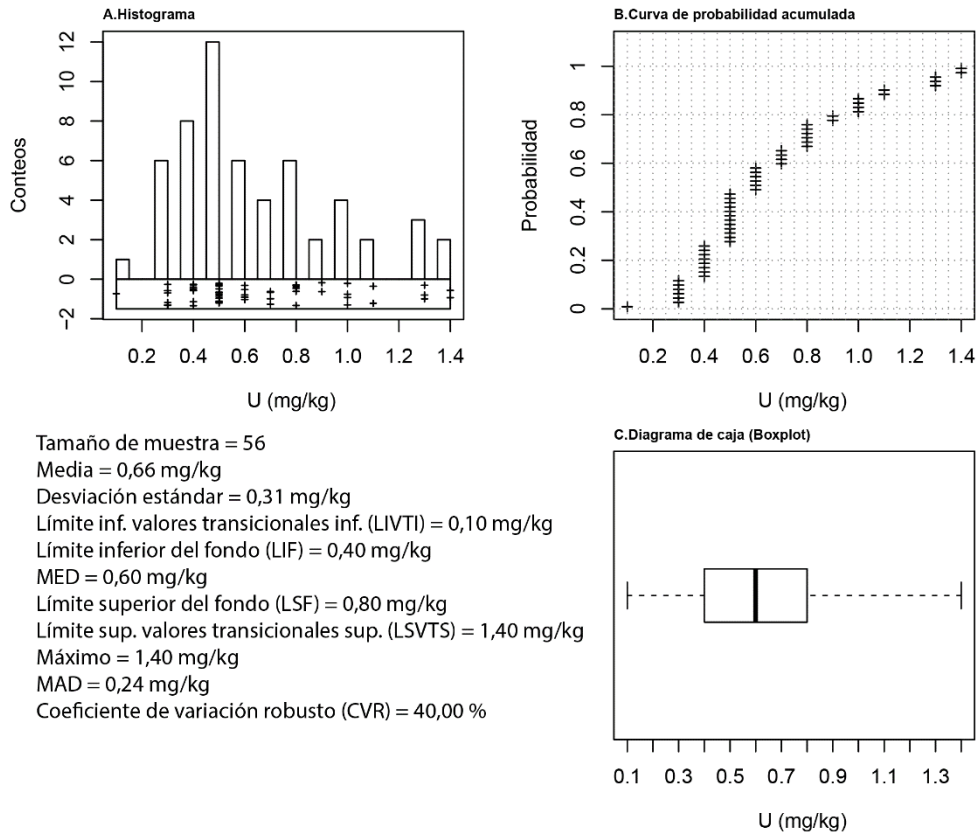 A.Histograma
Conteos
12
10
8
6
4
2
0
−2
0.2 0.4 0.6 0.8 1.0 1.2 1.4
U (mg/kg)
B.Curva de probabilidad acumulada
Probabilidad
1
0.8
0.6
0.4
0.2
0
0.2 0.4 0.6 0.8 1.0 1.2 1.4
U (mg/kg)
Tamaño de muestra = 56
Media = 0,66 mg/kg
Desviación estándar = 0,31 mg/kg
Límite inf. valores transicionales inf. (LIVTI) = 0,10 mg/kg
Límite inferior del fondo (LIF) = 0,40 mg/kg
MED = 0,60 mg/kg
Límite superior del fondo (LSF) = 0,80 mg/kg
Límite sup. valores transicionales sup. (LSVTS) = 1,40 mg/kg
Máximo = 1,40 mg/kg
MAD = 0,24 mg/kg
Coeficiente de variación robusto (CVR) = 40,00 %
C.Diagrama de caja (Boxplot)
0.1 0.3 0.5 0.7 0.9 1.1 1.3
U (mg/kg)